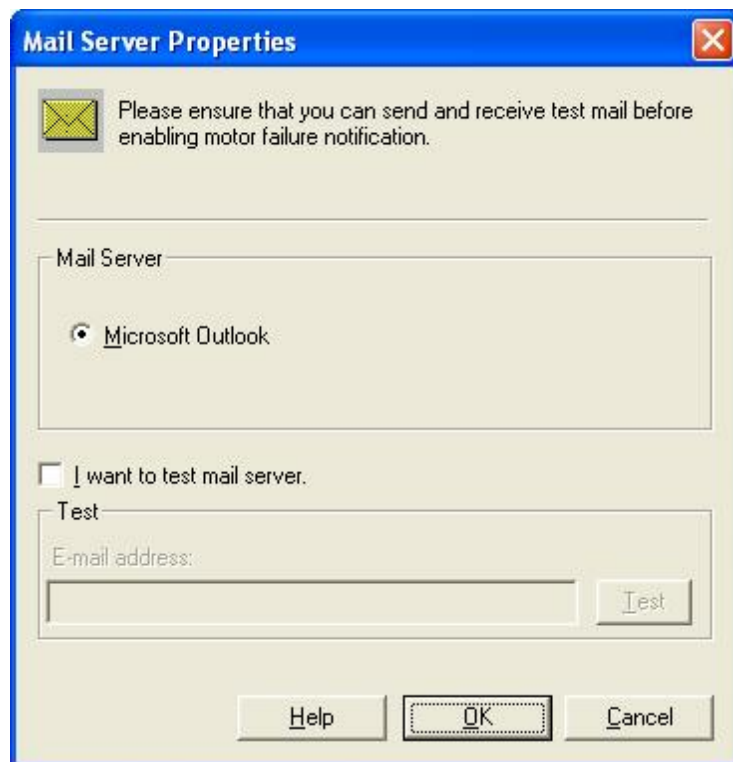 Mail Server Properties
Please ensure that you can send and receive test mail before
enabling motor failure notification.
Mail Server
Microsoft Outlook
I want to test mail server.
Test
E-mail address:
Test
Help
OK
Cancel